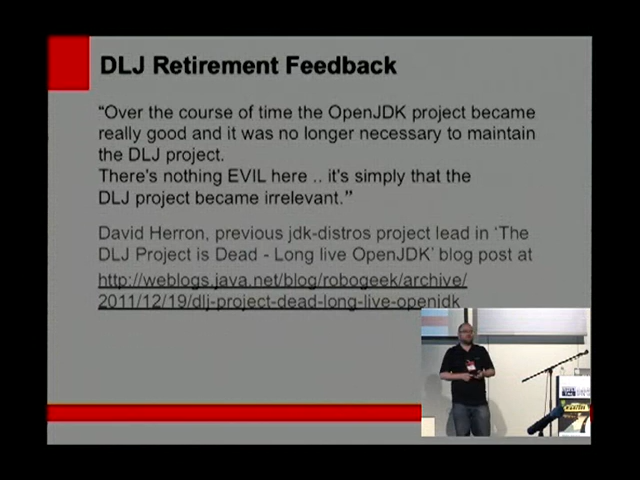 DLJ Retirement Feedback
“Over the course of time the OpenJDK project became
really good and it was no longer necessary to maintain
the DLJ project.
There's nothing EVIL here .. it's simply that the
DLJ project became irrelevant.”
David Herron, previous jdk-distros project lead in ‘The
DLJ Project is Dead - Long live OpenJDK’ blog post at
http://weblogs.java.net/blog/robogeek/archive/
2011/12/19/dlj-project-dead-long-live-openjdk